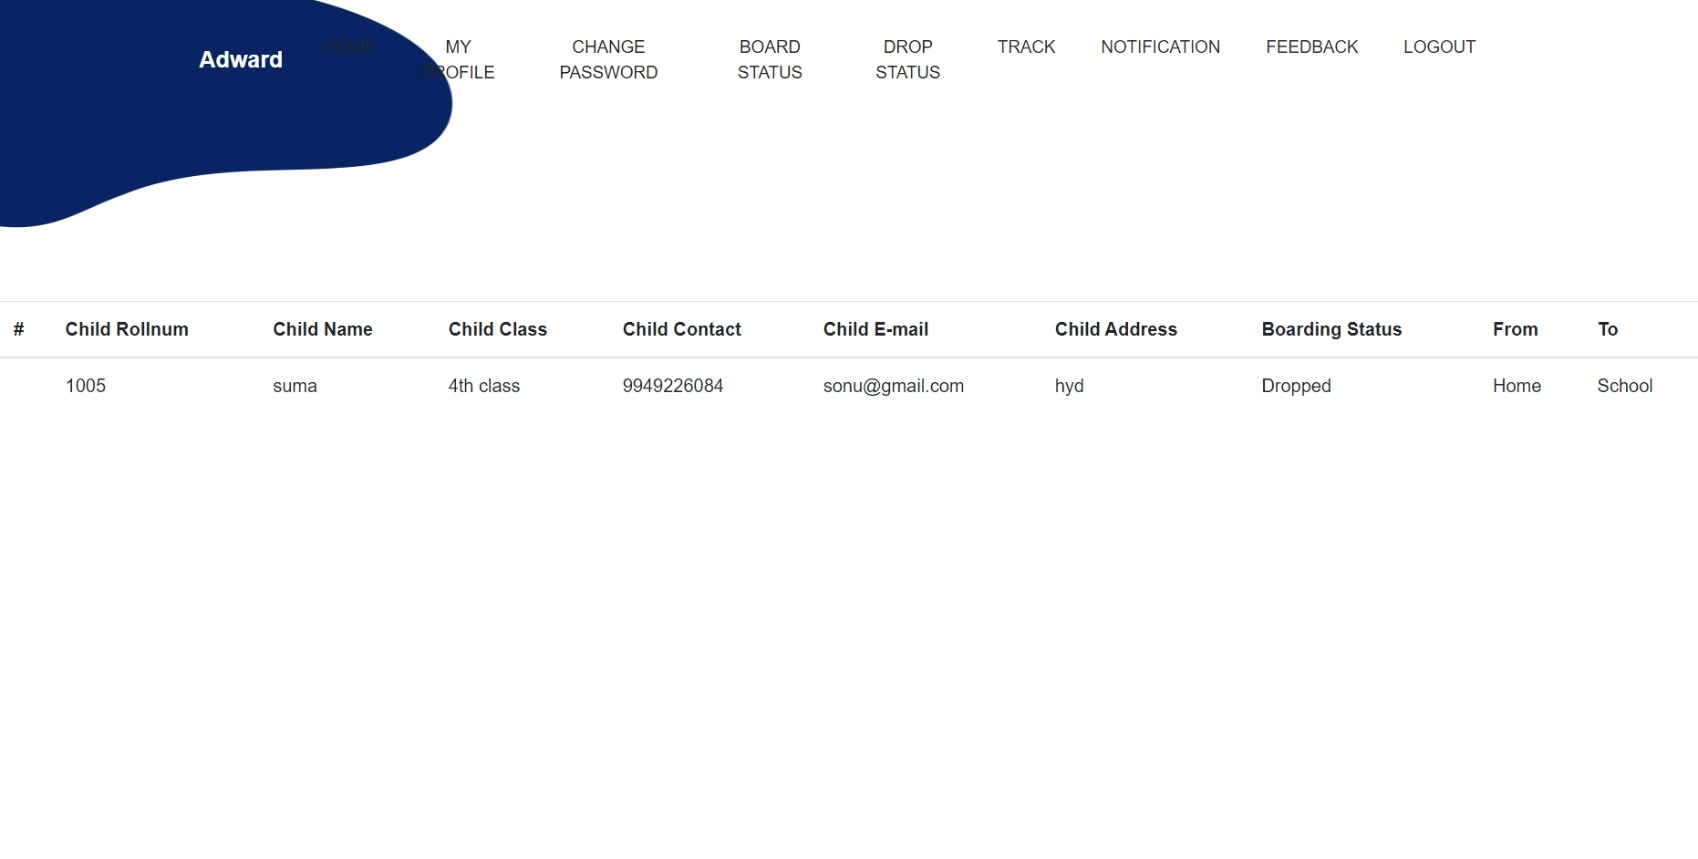 Adward HOME MY PROFILE CHANGE PASSWORD BOARD STATUS DROP STATUS TRACK NOTIFICATION FEEDBACK LOGOUT
# Child Rollnum Child Name Child Class Child Contact Child E-mail Child Address Boarding Status From To
1005 suma 4th class 9949226084 sonu@gmail.com hyd Dropped Home School